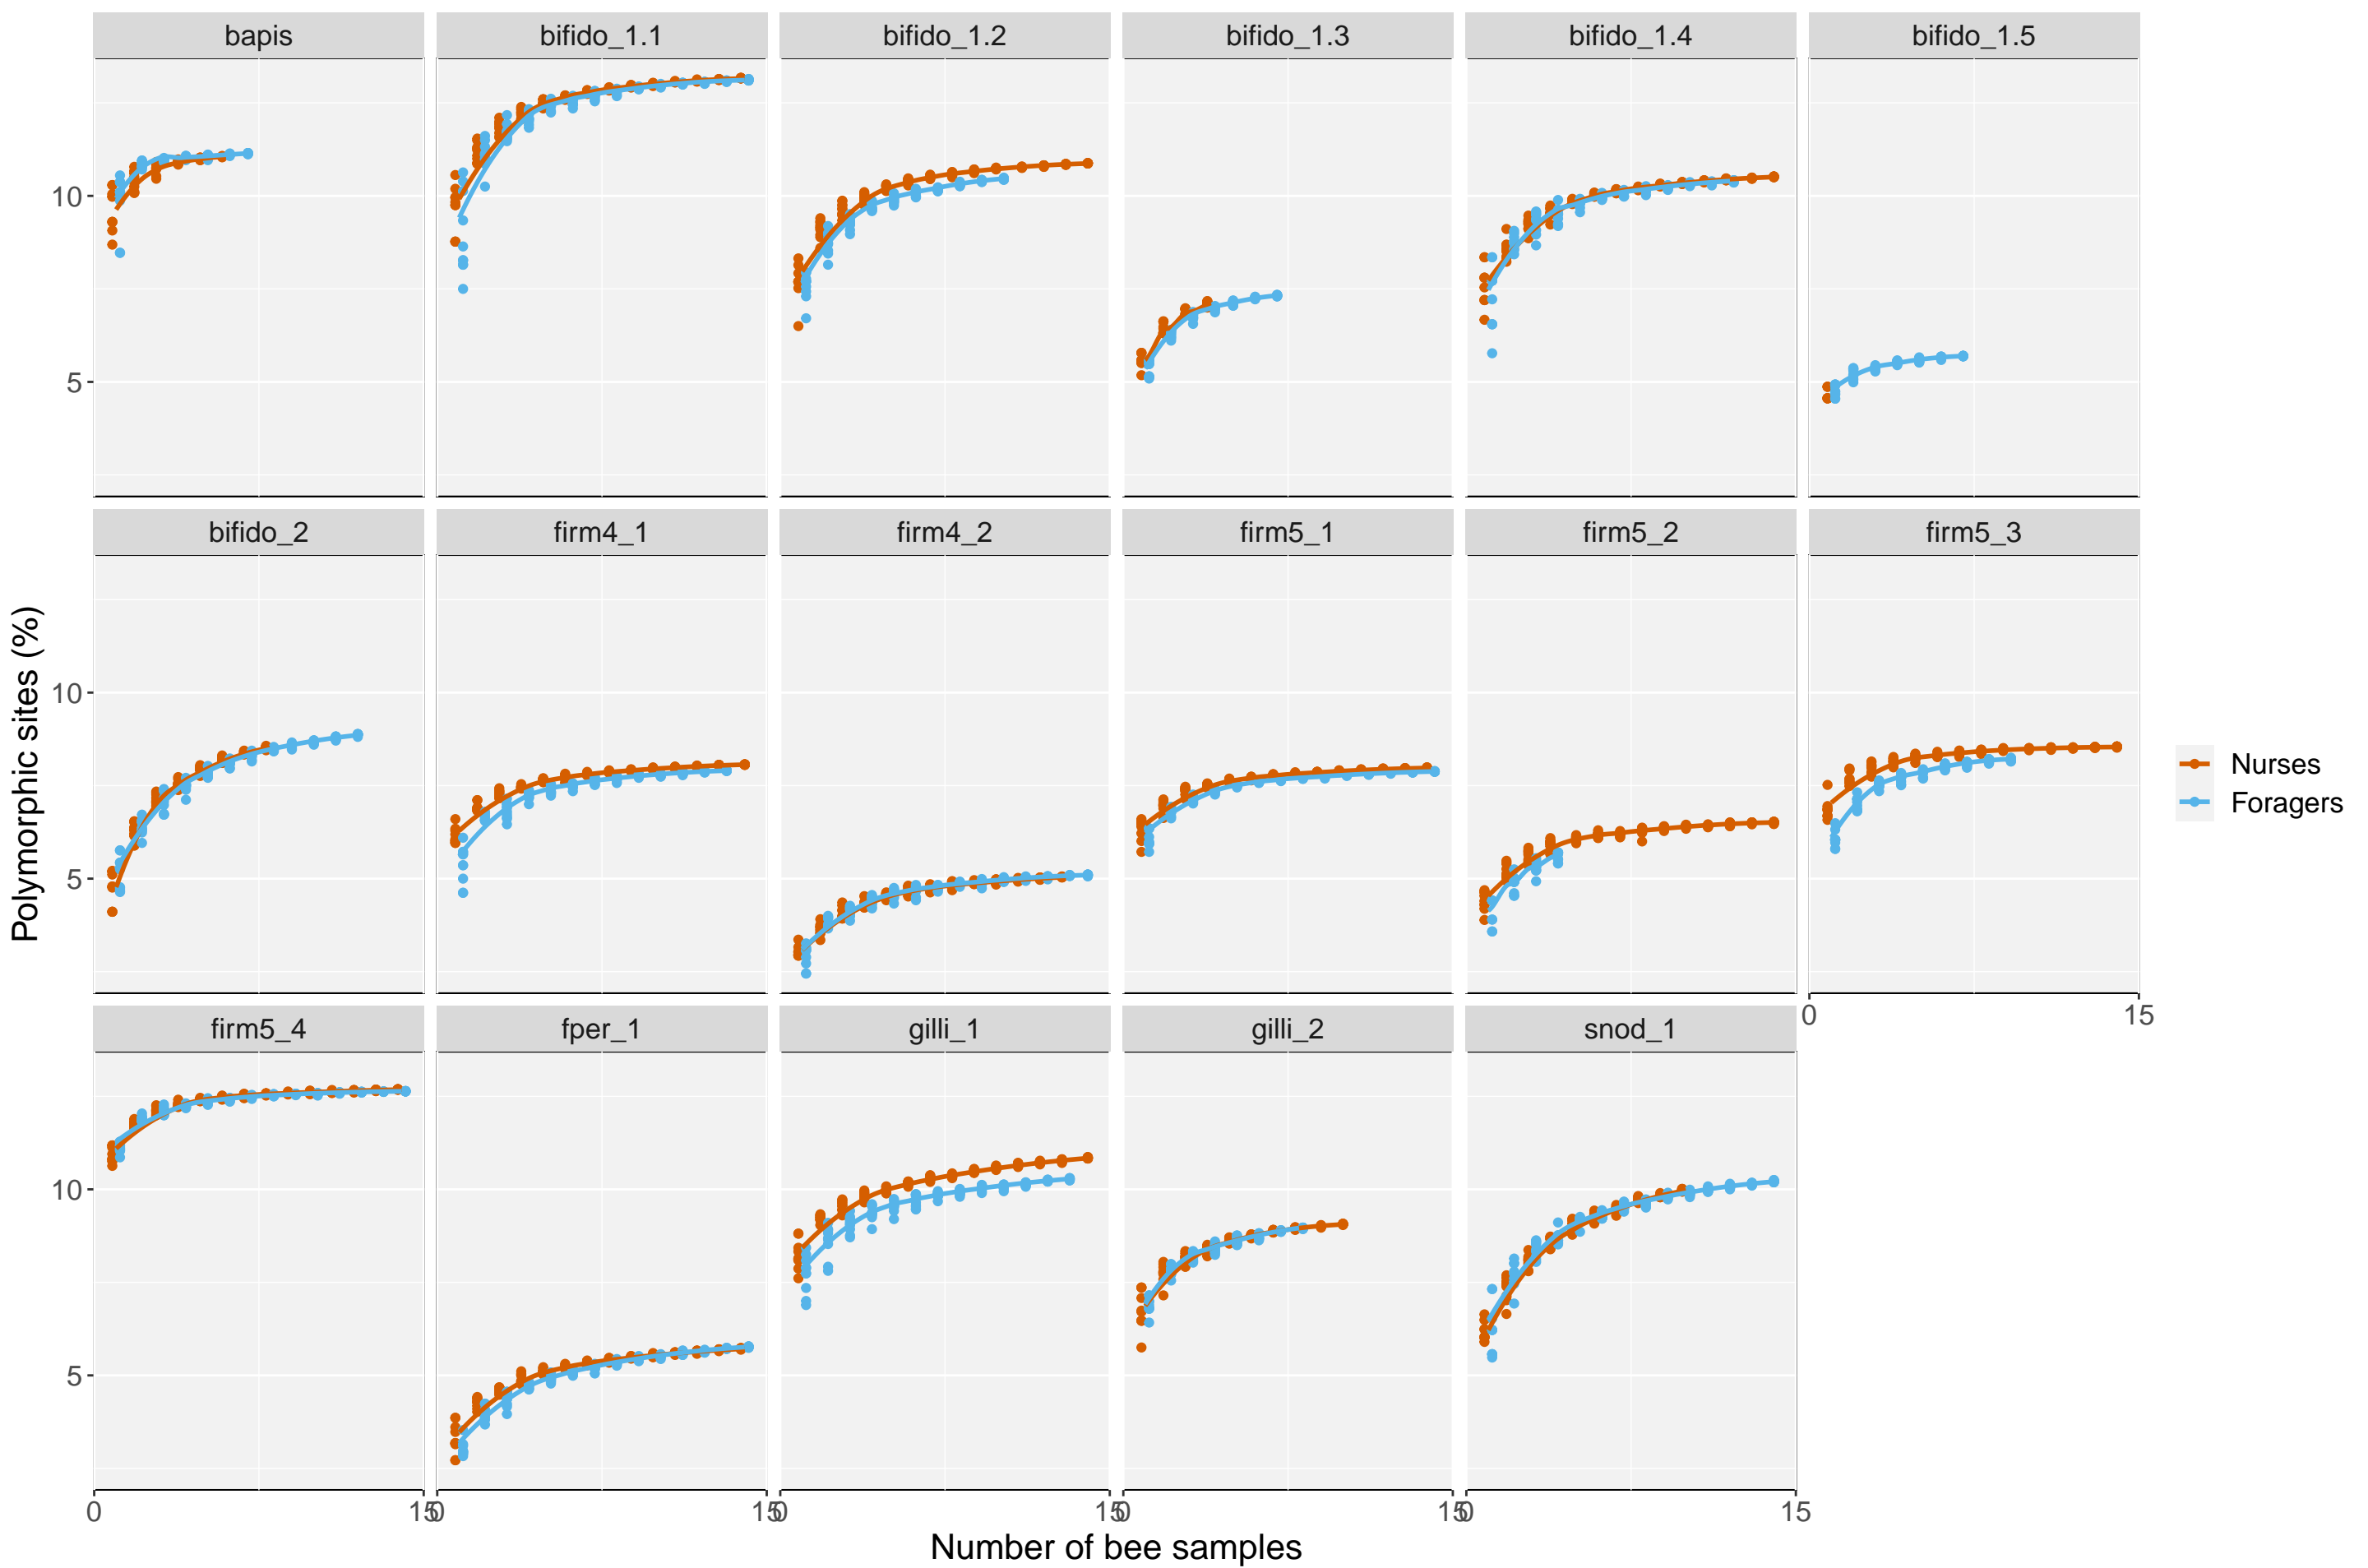 bapis bifido_1.1 bifido_1.2 bifido_1.3 bifido_1.4 bifido_1.5
10
5
bifido_2 firm4_1 firm4_2 firm5_1 firm5_2 firm5_3
10
5
Polymorphic sites (%)
Nurses
Foragers
0 15
firm5_4 fper_1 gilli_1 gilli_2 snod_1
10
5
0 15 0 15 0 15 0 15 0 15
Number of bee samples